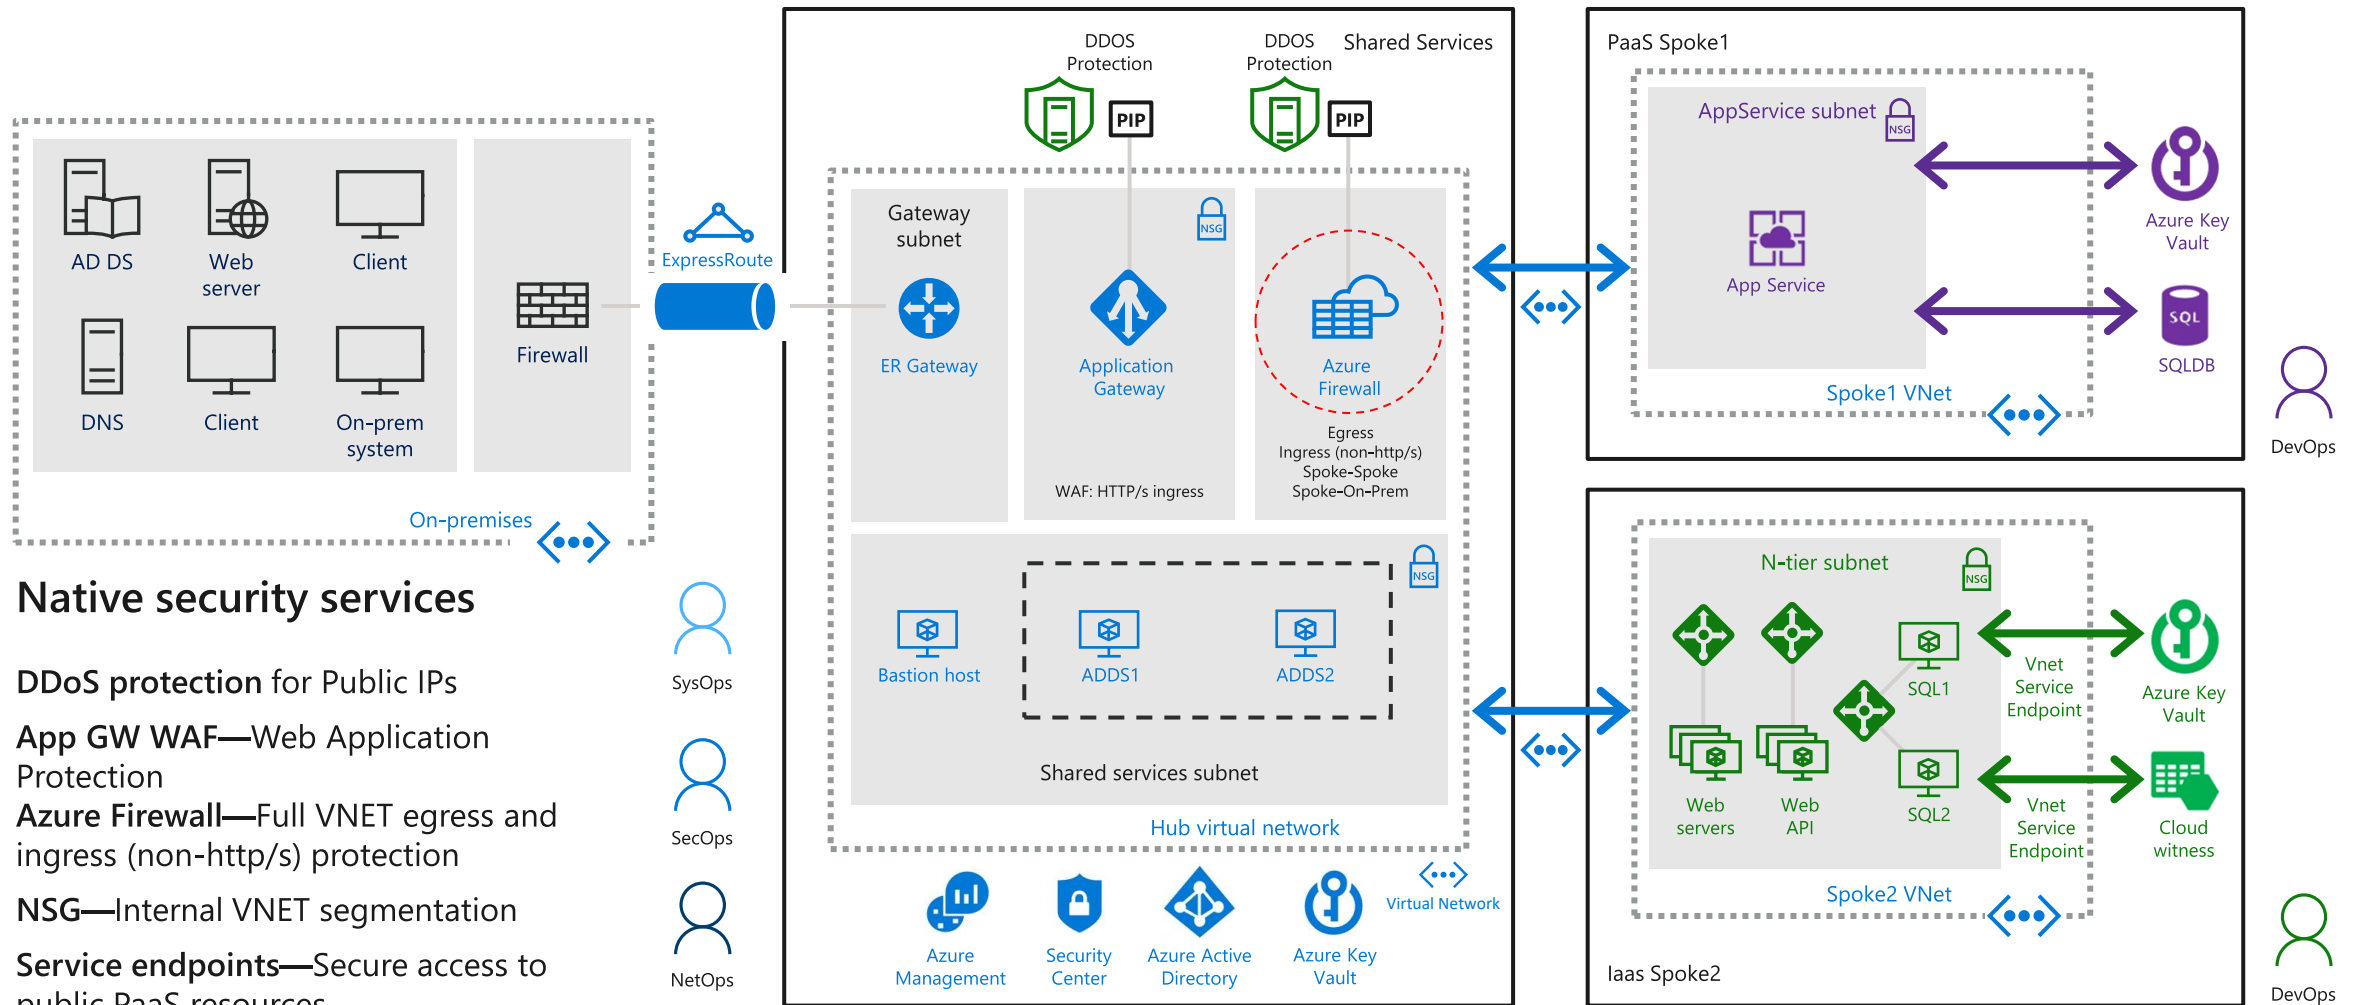 AD DS
Web
server
Client
DNS
Client
On-prem
system
Firewall
On-premises
ExpressRoute
Native security services
DDoS protection for Public IPs
App GW WAF—Web Application
Protection
Azure Firewall—Full VNET egress and
ingress (non-http/s) protection
NSG—Internal VNET segmentation
Service endpoints—Secure access to
public PaaS resources
SysOps
SecOps
NetOps
Shared Services
DDOS
Protection
PIP
DDOS
Protection
PIP
Gateway
subnet
ER Gateway
NSG
Application
Gateway
WAF: HTTP/s ingress
Azure
Firewall
Egress
Ingress (non-http/s)
Spoke-Spoke
Spoke-On-Prem
NSG
Bastion host
ADDS1
ADDS2
Shared services subnet
Hub virtual network
Azure
Management
Security
Center
Azure Active
Directory
Azure Key
Vault
Virtual Network
PaaS Spoke1
AppService subnet
NSG
App Service
Spoke1 VNet
Azure Key
Vault
SQL
SQLDB
DevOps
N-tier subnet
NSG
Web
servers
Web
API
SQL1
SQL2
Vnet
Service
Endpoint
Vnet
Service
Endpoint
Azure Key
Vault
Cloud
witness
Spoke2 VNet
Iaas Spoke2
DevOps